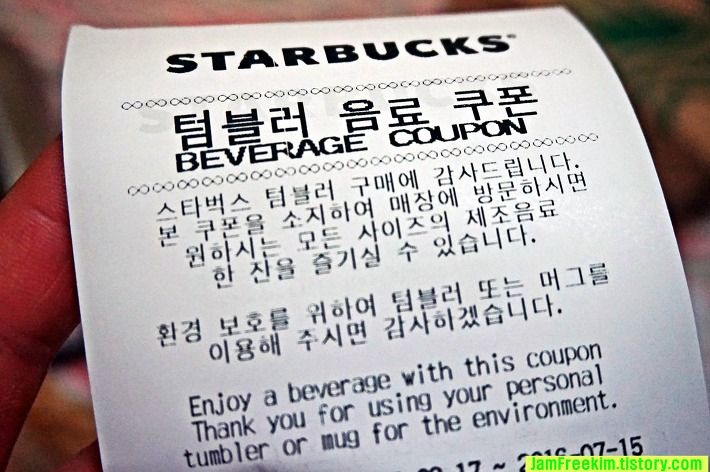 STARBUCKS
텀블러 음료 쿠폰
BEVERAGE COUPON
스타벅스 텀블러 구매에 감사드립니다.
본 쿠폰을 소지하여 매장에 방문하시면
원하시는 모든 사이즈의 제조음료
한 잔을 즐기실 수 있습니다.
환경 보호를 위하여 텀블러 또는 머그를
이용해 주시면 감사하겠습니다.
Enjoy a beverage with this coupon
Thank you for using your personal
tumbler or mug for the environment.
JamFreekim.tistory.com